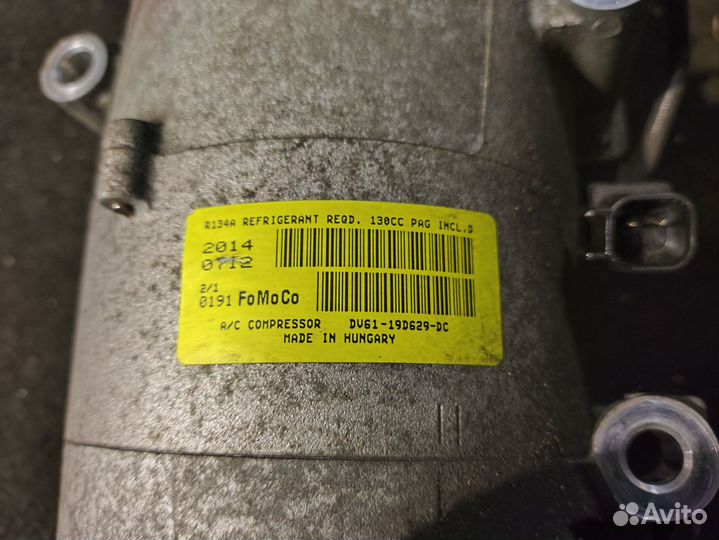 R134A REFRIGERANT REQD. 130CC PAG INCL.D
2014
0712
2/1
0191 FoMoCo
A/C COMPRESSOR DV61-19D629-DC
MADE IN HUNGARY
Avito